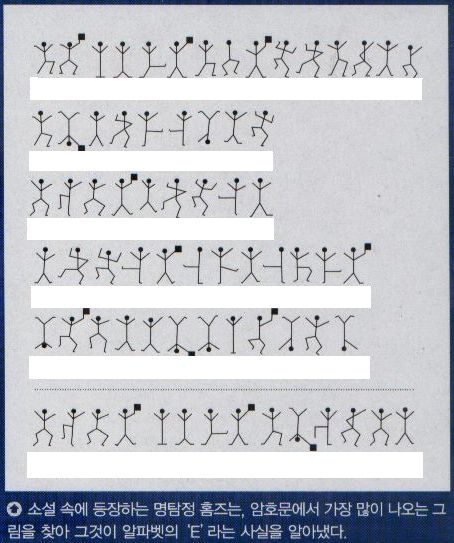 소설 속에 등장하는 명탐정 홈즈는, 암호문에서 가장 많이 나오는 그
림을 찾아 그것이 알파벳의 'E' 라는 사실을 알아냈다.